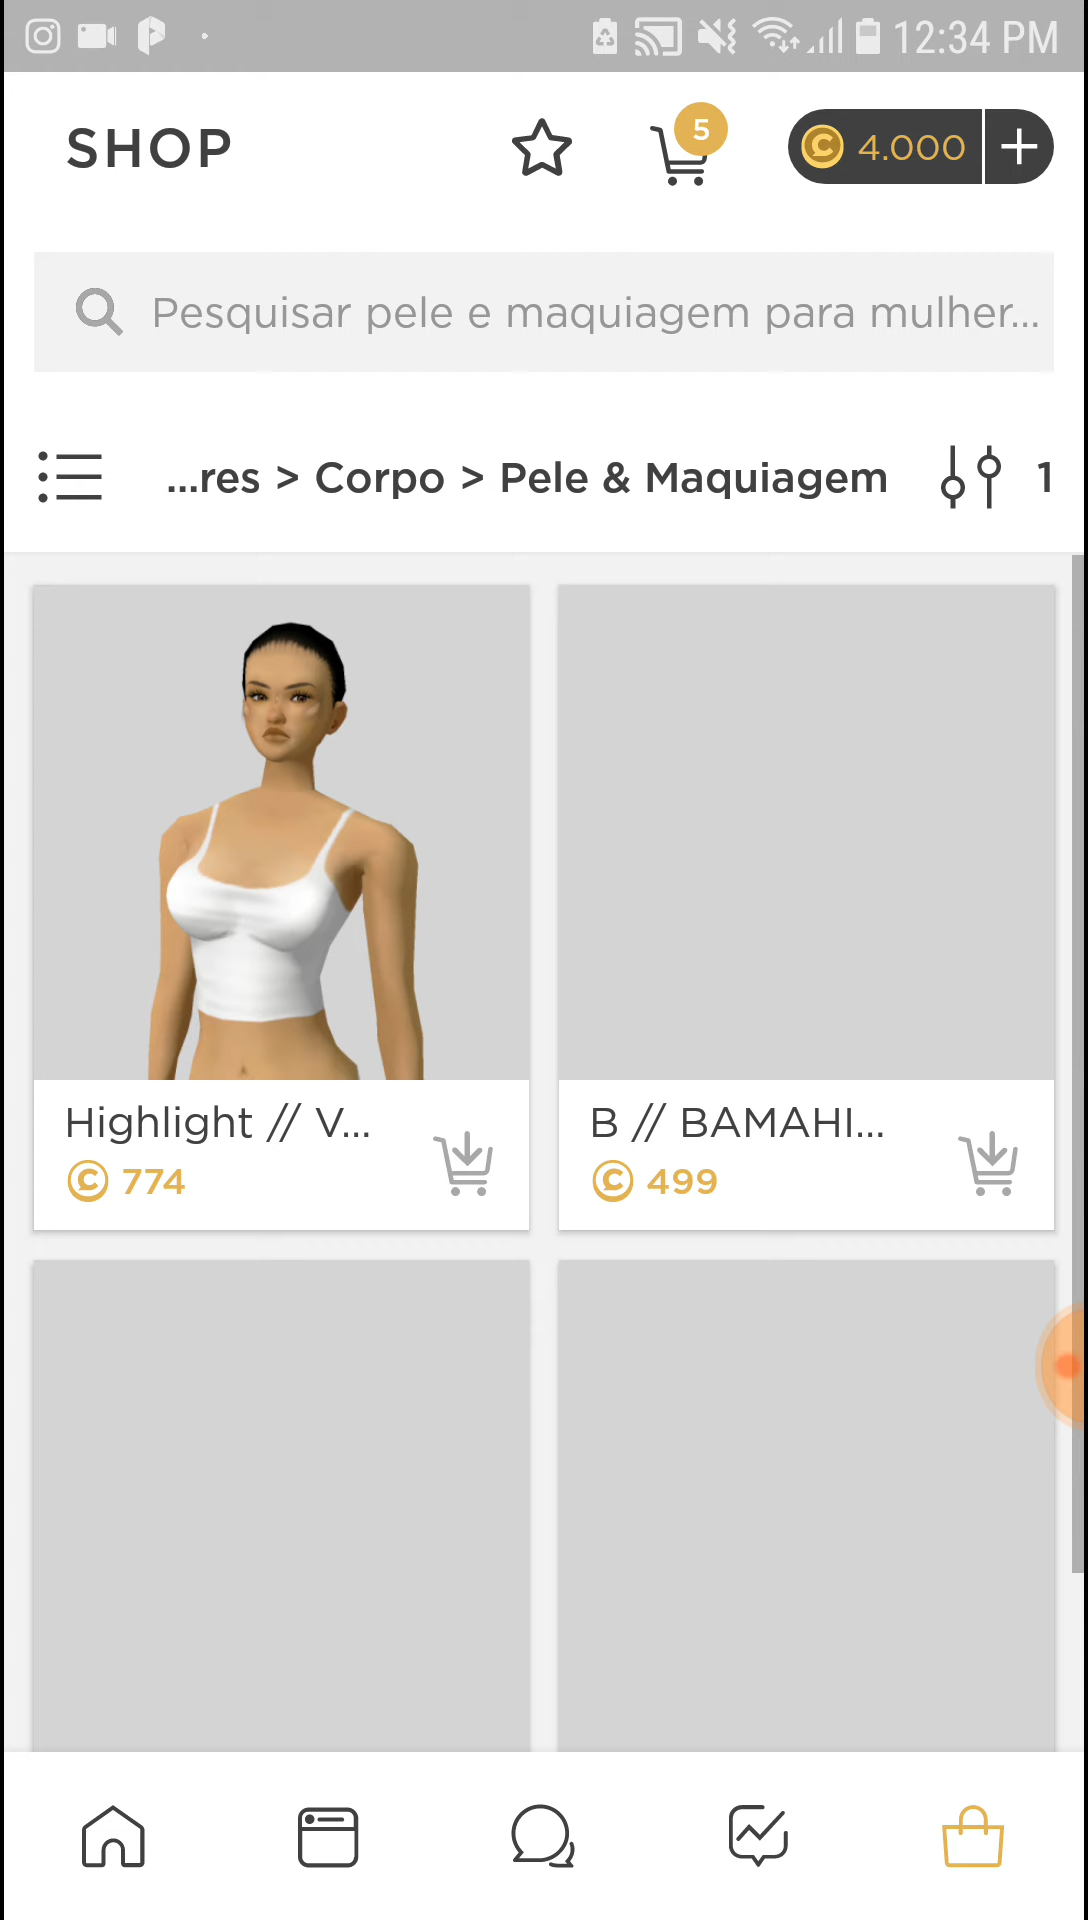 12:34 PM
SHOP
5
4.000
Pesquisar pele e maquiagem para mulher...
...res > Corpo > Pele & Maquiagem
1
Highlight // V...
774
B // BAMAHI...
499